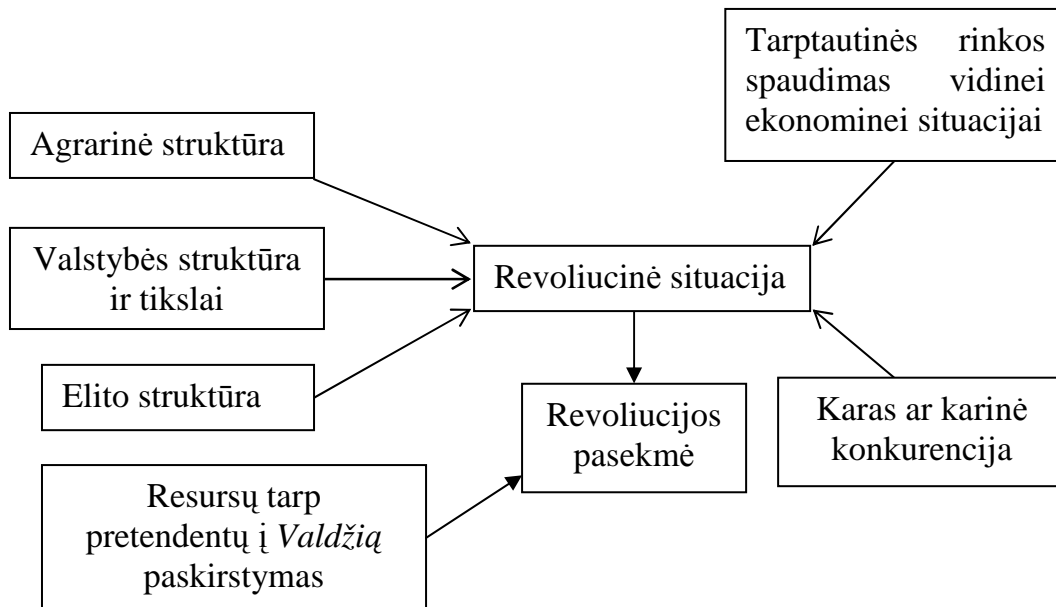 Tarptautinės rinkos
spaudimas vidinei
ekonominei situacijai
Agrarinė struktūra
Valstybės struktūra
ir tikslai
Revoliucinė situacija
Elito struktūra
Revoliucijos
pasekmė
Karas ar karinė
konkurencija
Resursų tarp
pretendentų į Valdžią
paskirstymas